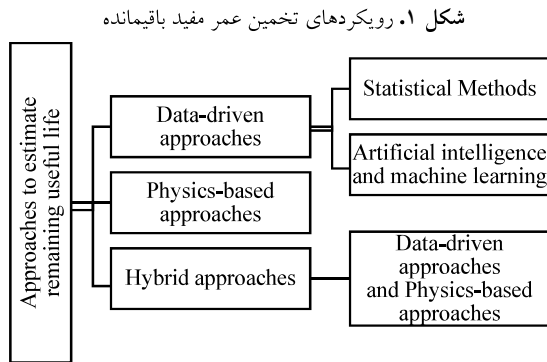 شکل ۱. رویکردهای تخمین عمر مفید باقیمانده
Approaches to estimate
remaining useful life
Data-driven
approaches
Statistical Methods
Artificial intelligence
and machine learning
Physics-based
approaches
Hybrid approaches
Data-driven
approaches
and Physics-based
approaches